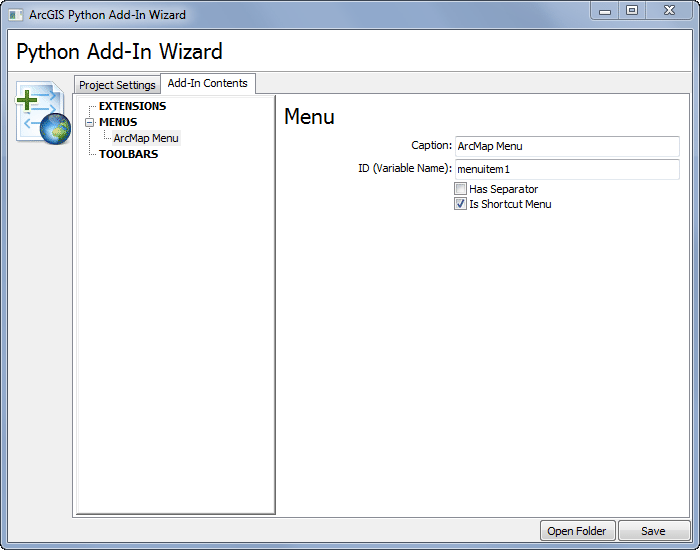 ArcGIS Python Add-In Wizard
Python Add-In Wizard
Project Settings
Add-In Contents
EXTENSIONS
MENUS
ArcMap Menu
TOOLBARS
Menu
Caption: ArcMap Menu
ID (Variable Name): menuitem1
Has Separator
Is Shortcut Menu
Open Folder
Save